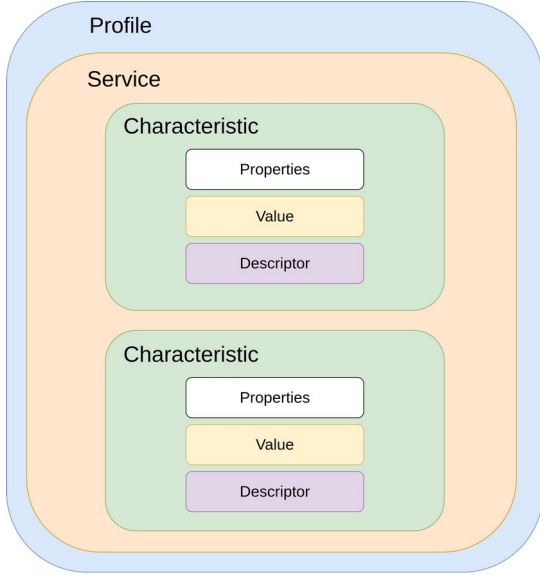 Profile
Service
Characteristic
Properties
Value
Descriptor
Characteristic
Properties
Value
Descriptor